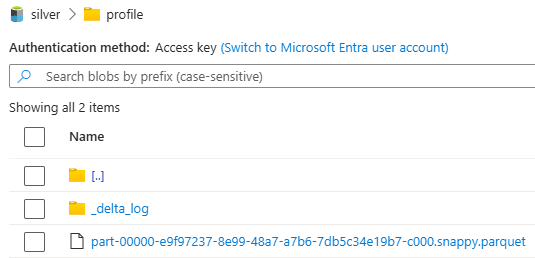 silver > profile
Authentication method: Access key (Switch to Microsoft Entra user account)
Search blobs by prefix (case-sensitive)
Showing all 2 items
Name
[..]
_delta_log
part-00000-e9f97237-8e99-48a7-a7b6-7db5c34e19b7-c000.snappy.parquet